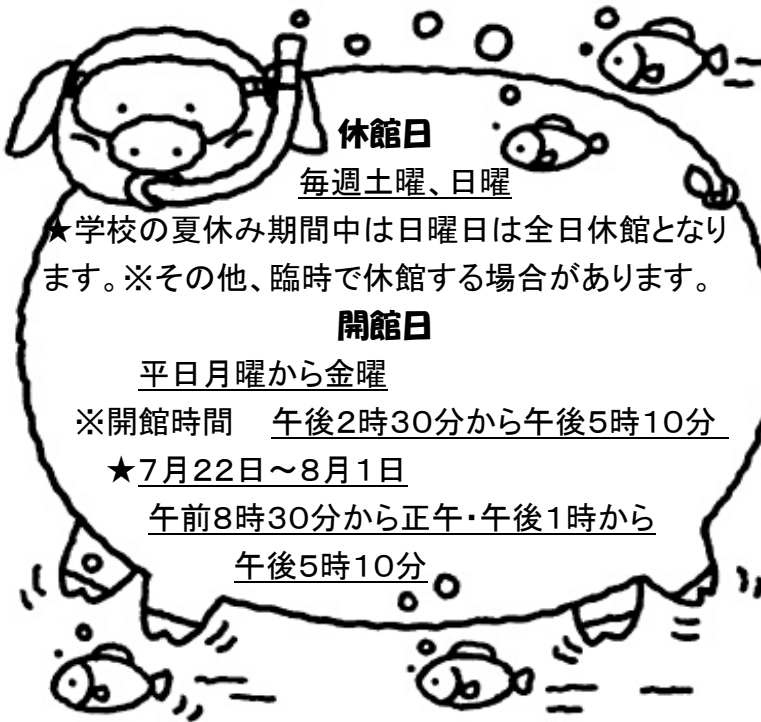 休館日
毎週土曜、日曜
★学校の夏休み期間中は日曜日は全日休館となり
ます。※その他、臨時で休館する場合があります。
開館日
平日月曜から金曜
※開館時間　午後2時30分から午後5時10分
★7月22日～8月1日
午前8時30分から正午・午後1時から
午後5時10分